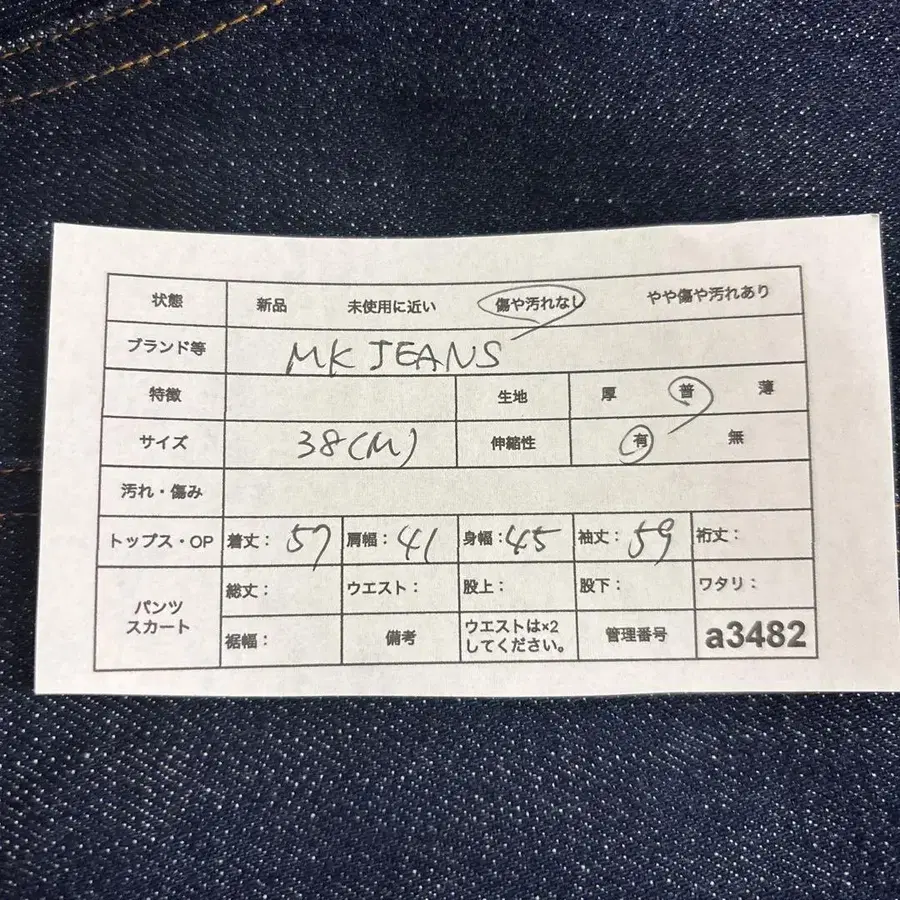 状態 新品 未使用に近い 傷や汚れなし やや傷や汚れあり
ブランド等 MK JEANS
特徴 生地 厚 普 薄
サイズ 38(M) 伸縮性 有 無
汚れ・傷み
トップス・OP 着丈: 57 肩幅: 41 身幅: 45 袖丈: 59 裄丈:
パンツ
スカート
総丈: ウエスト: 股上: 股下: ワタリ:
裾幅: 備考 ウエストは×2
してください。 管理番号 a3482